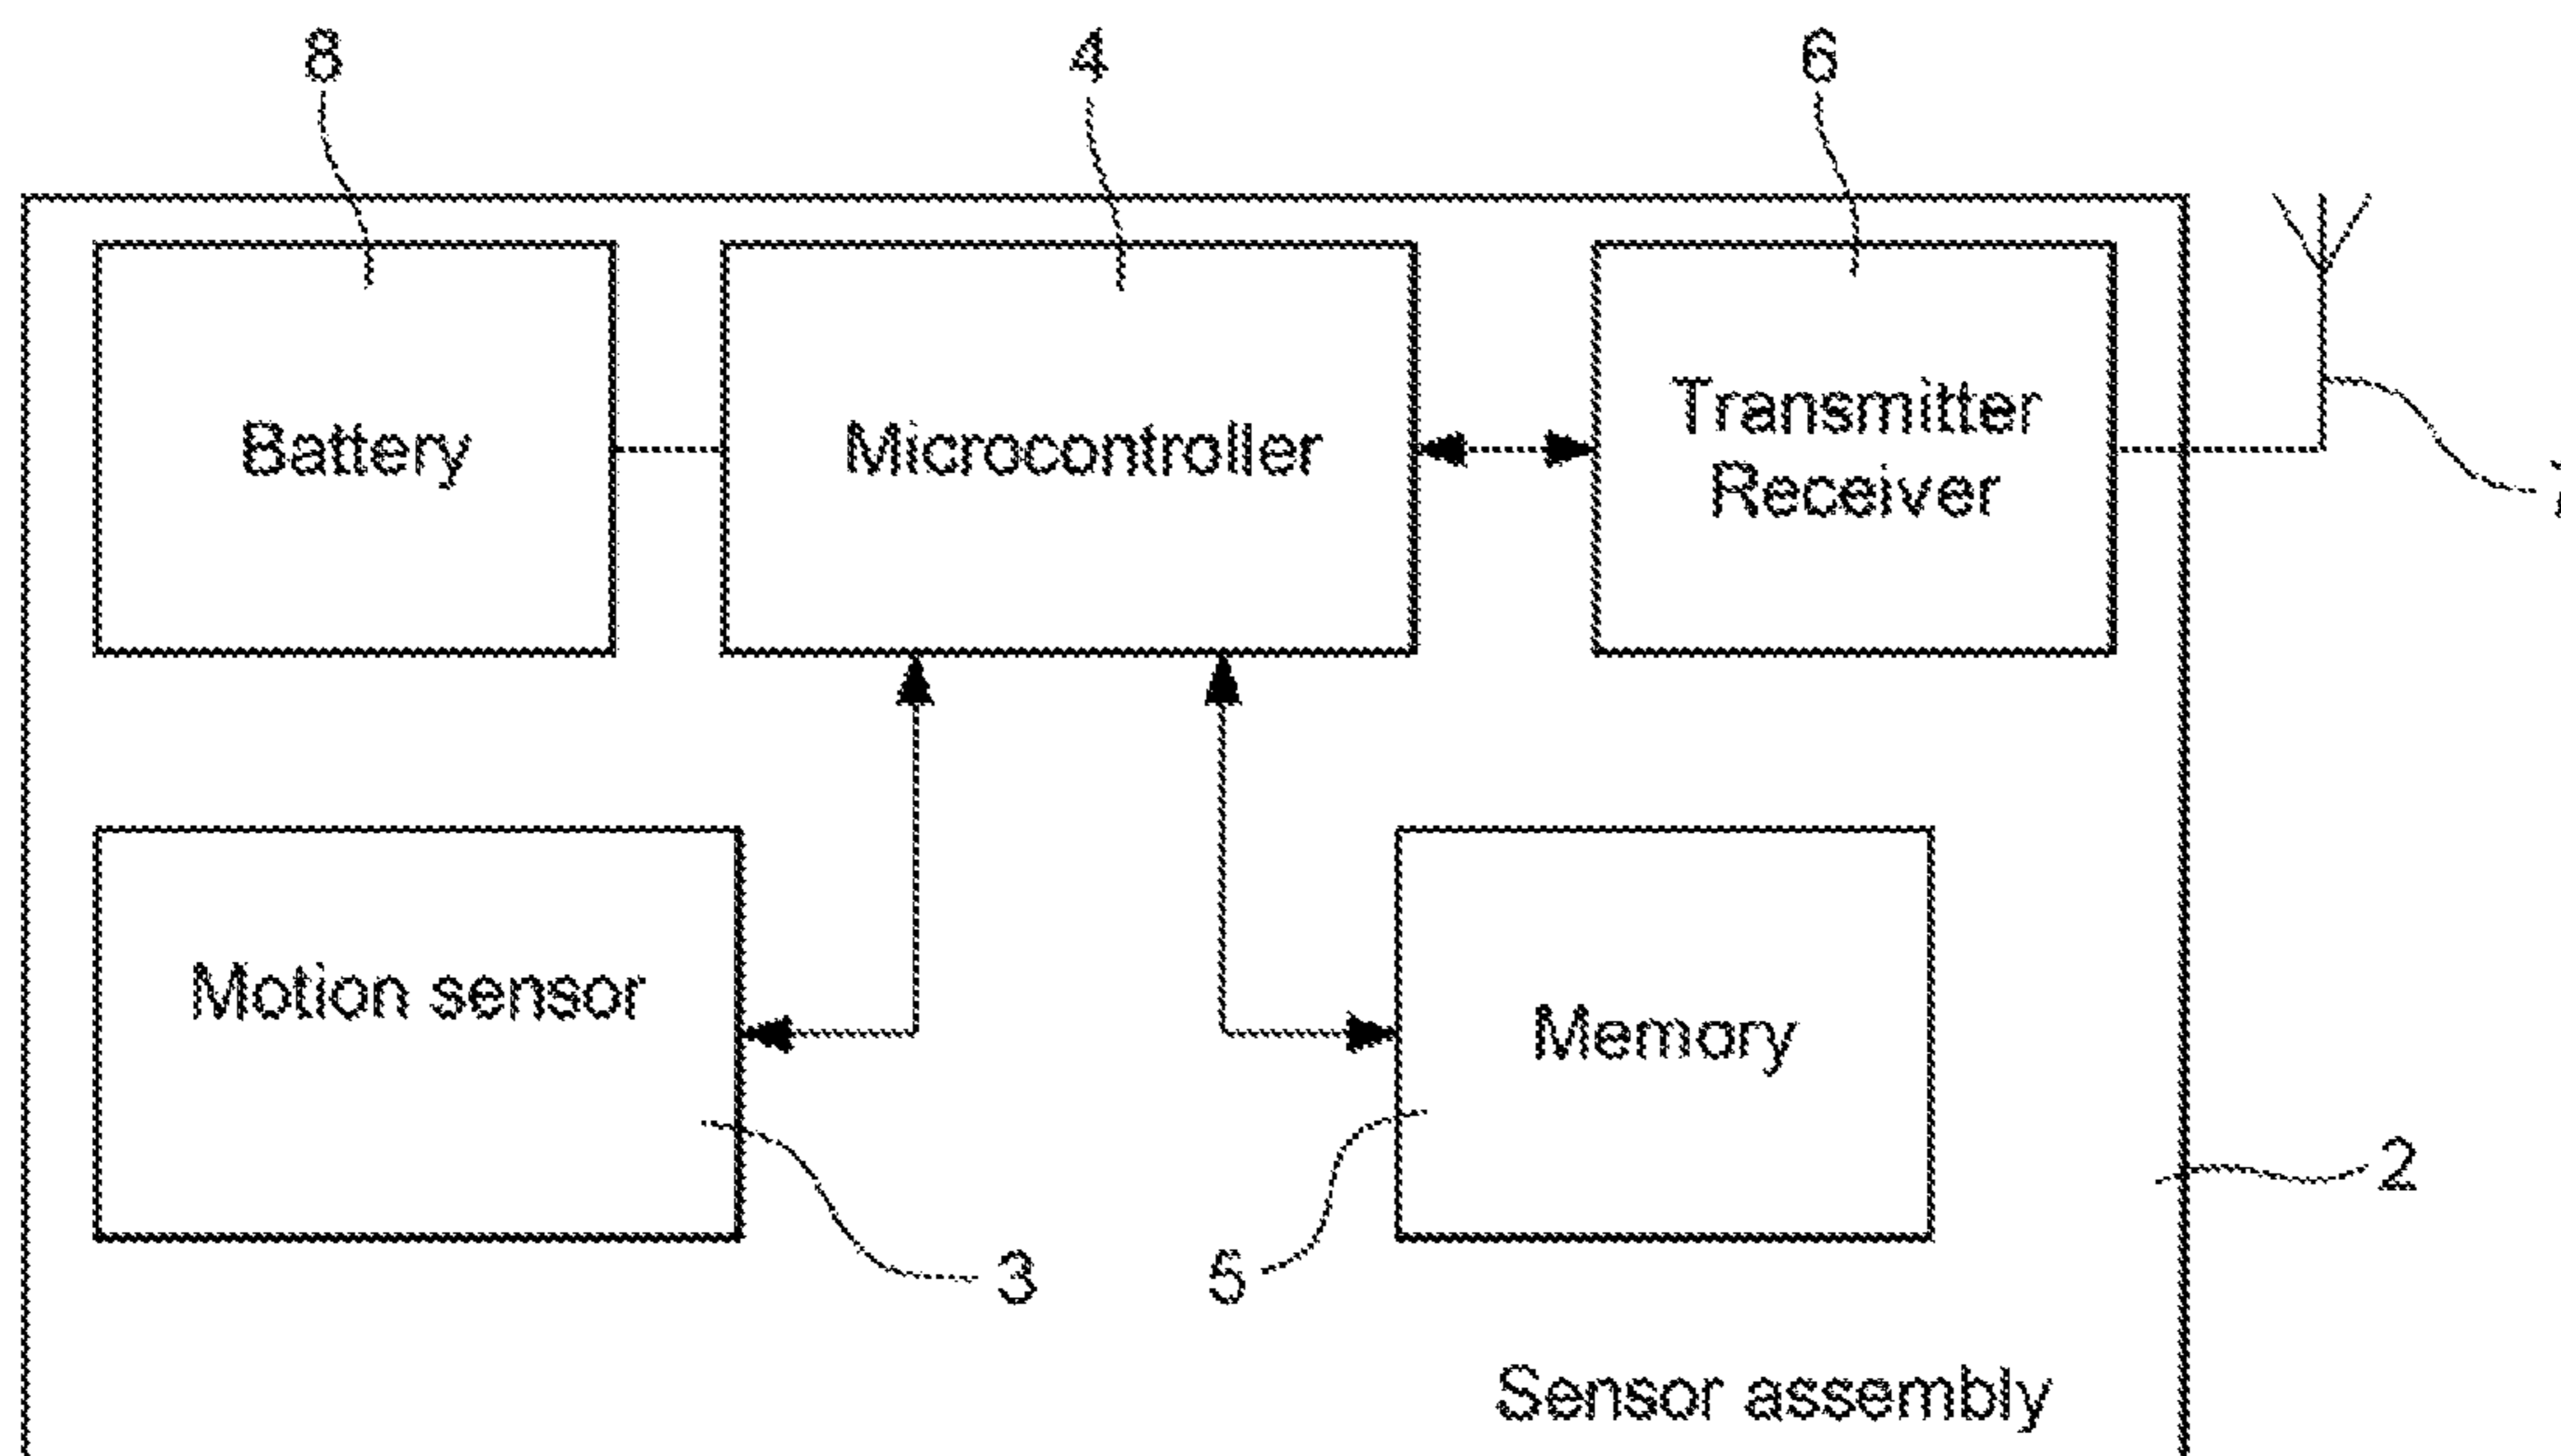 8
4
6
Battery
Microcontroller
Transmitter
Receiver
Motion sensor
Memory
2
3
5
Sensor assembly